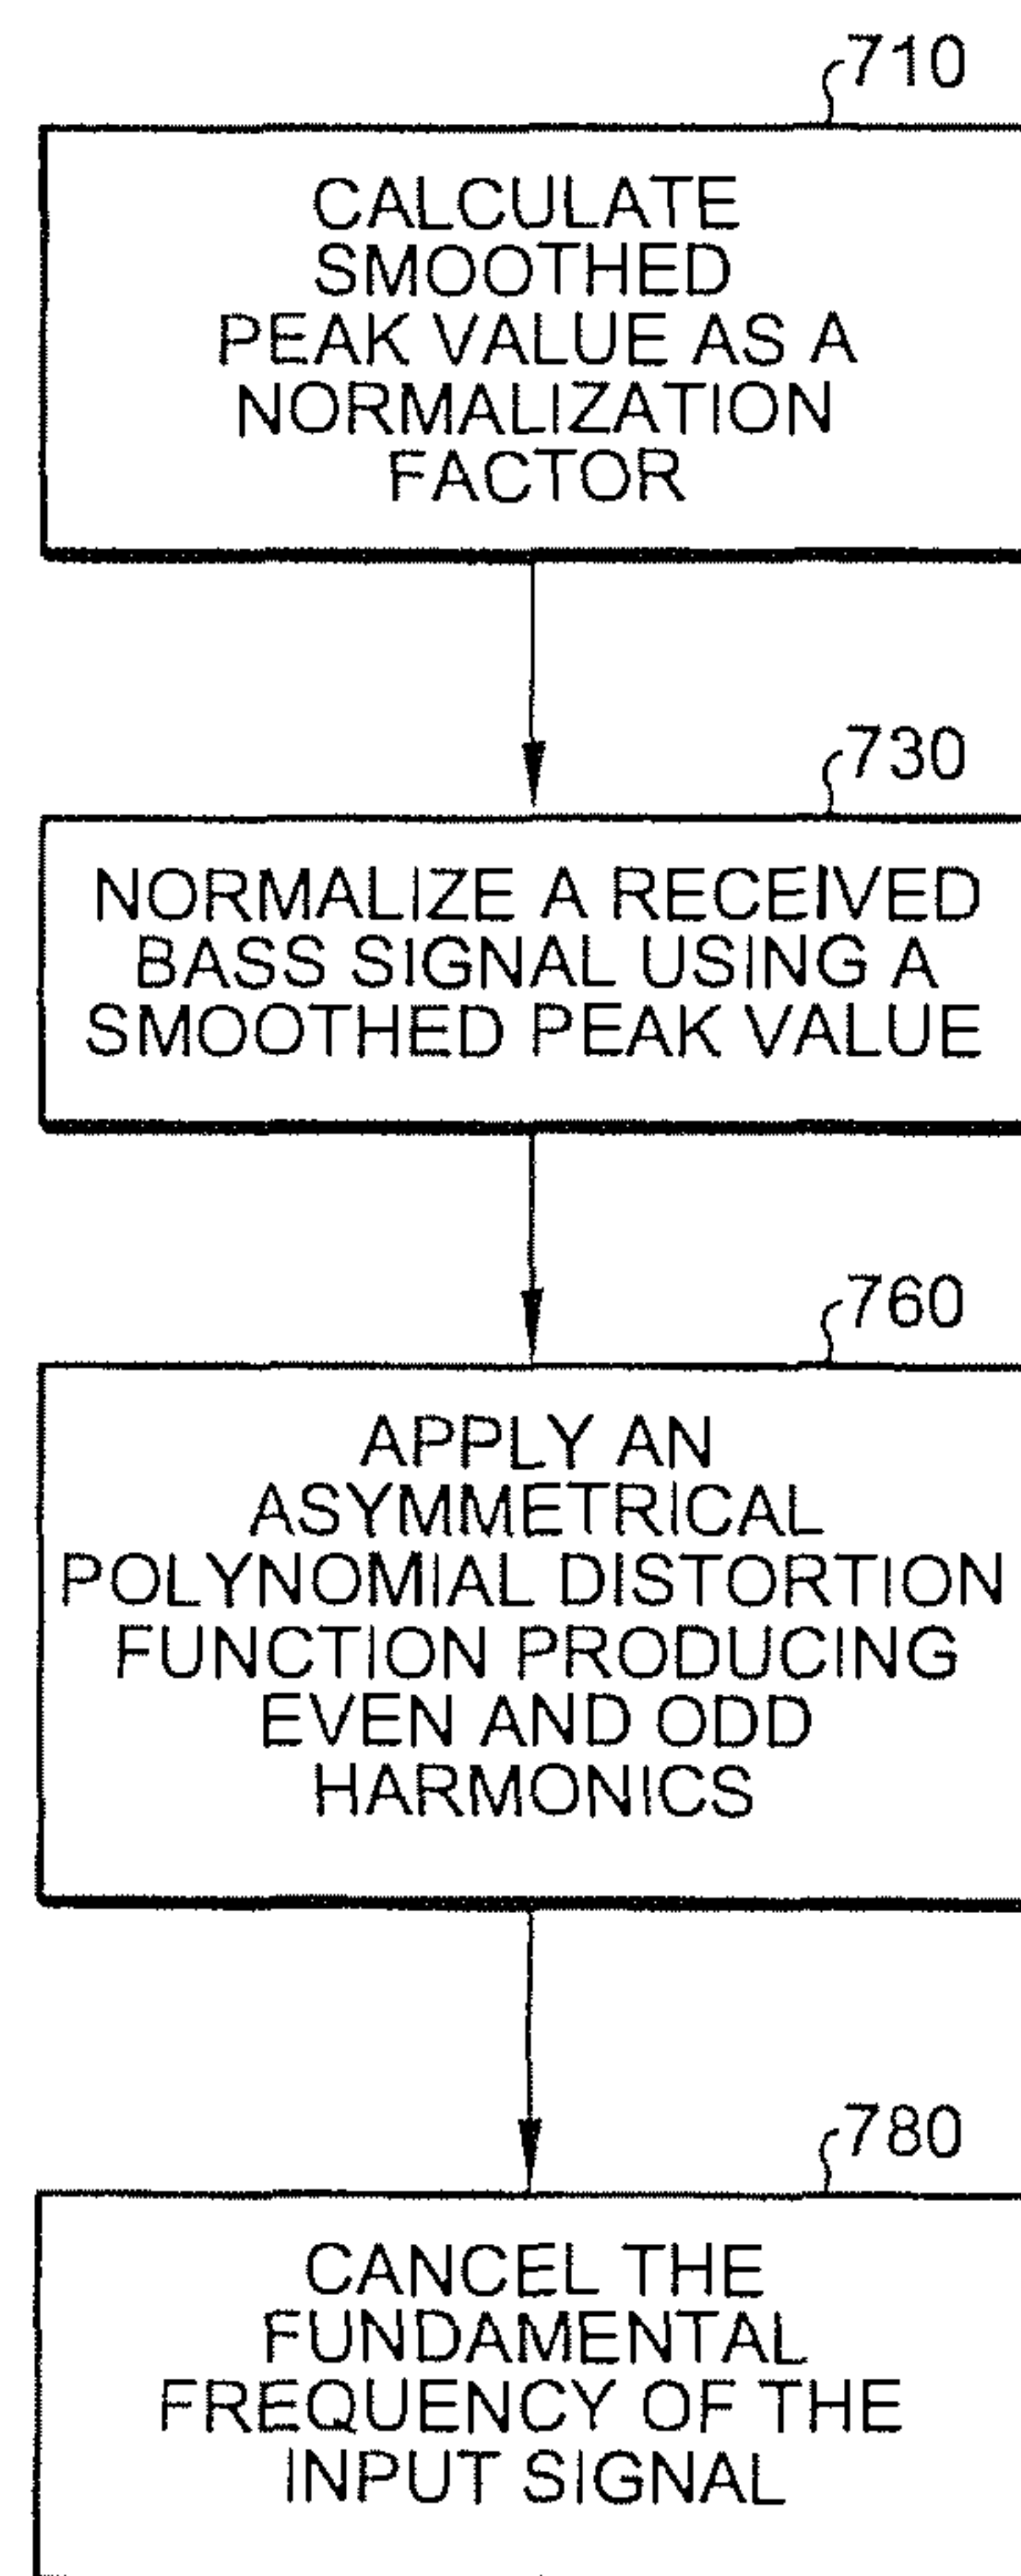 710
CALCULATE
SMOOTHED
PEAK VALUE AS A
NORMALIZATION
FACTOR
730
NORMALIZE A RECEIVED
BASS SIGNAL USING A
SMOOTHED PEAK VALUE
760
APPLY AN
ASYMMETRICAL
POLYNOMIAL DISTORTION
FUNCTION PRODUCING
EVEN AND ODD
HARMONICS
780
CANCEL THE
FUNDAMENTAL
FREQUENCY OF THE
INPUT SIGNAL